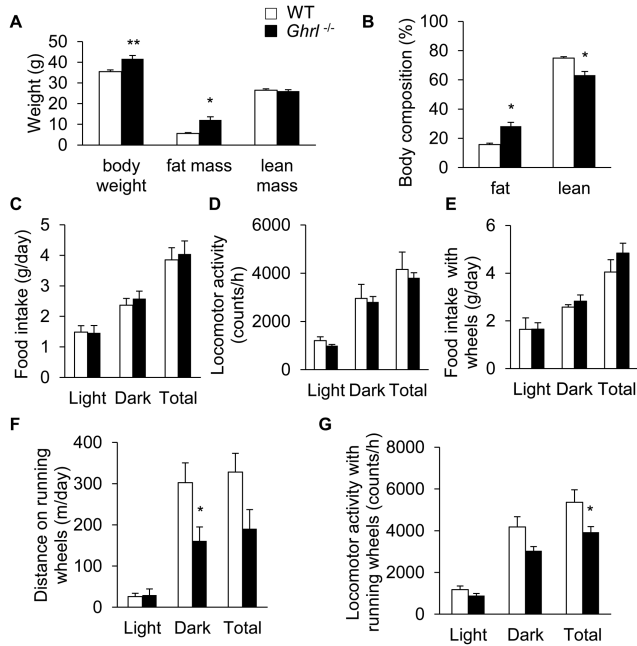 WT
Ghrl -/-
A
Weight (g)
50
40
30
20
10
0
**
*
body weight
fat mass
lean mass
B
Body composition (%)
100
80
60
40
20
0
*
*
fat
lean
C
Food intake (g/day)
5
4
3
2
1
0
Light Dark Total
D
Locomotor activity
(counts/h)
6000
4000
2000
0
Light Dark Total
E
Food intake with
wheels (g/day)
6
4
2
0
Light Dark Total
F
Distance on running
wheels (m/day)
400
300
200
100
0
*
Light Dark Total
G
Locomotor activity with
running wheels (counts/h)
8000
6000
4000
2000
0
*
Light Dark Total